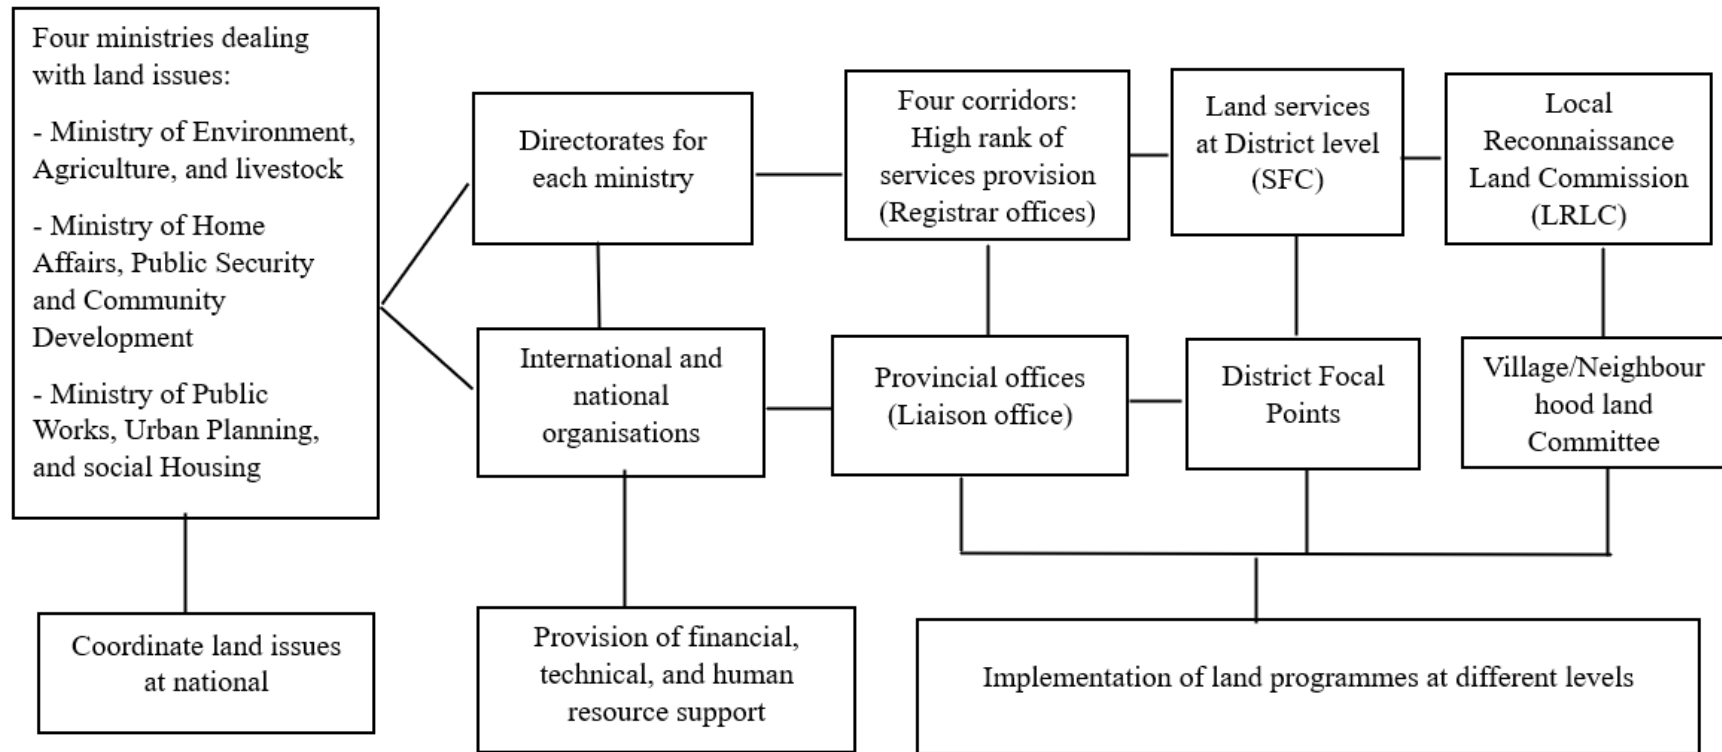 Four ministries dealing
with land issues:
- Ministry of Environment,
Agriculture, and livestock
- Ministry of Home
Affairs, Public Security
and Community
Development
- Ministry of Public
Works, Urban Planning,
and social Housing
Coordinate land issues
at national
Directorates for
each ministry
International and
national
organisations
Provision of financial,
technical, and human
resource support
Four corridors:
High rank of
services provision
(Registrar offices)
Provincial offices
(Liaison office)
Land services
at District level
(SFC)
District Focal
Points
Local
Reconnaissance
Land Commission
(LRLC)
Village/Neighbour
hood land
Committee
Implementation of land programmes at different levels